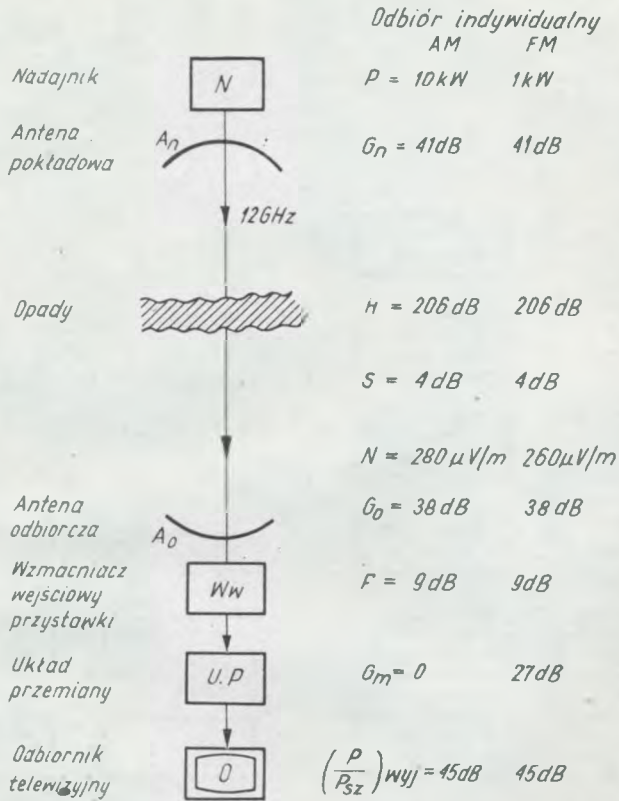 Odbiór indywidualny
AM FM
Nadajnik N P = 10kW 1kW
Antena pokładowa An Gn = 41dB 41dB
12GHz
Opady H = 206dB 206dB
S = 4dB 4dB
N = 280μV/m 260μV/m
Antena odbiorcza Ao Go = 38dB 38dB
Wzmacniacz wejściowy przystawki Ww F = 9dB 9dB
Układ przemiany U.P Gm = 0 27dB
Odbiornik telewizyjny O (P/Psz) wyj = 45dB 45dB